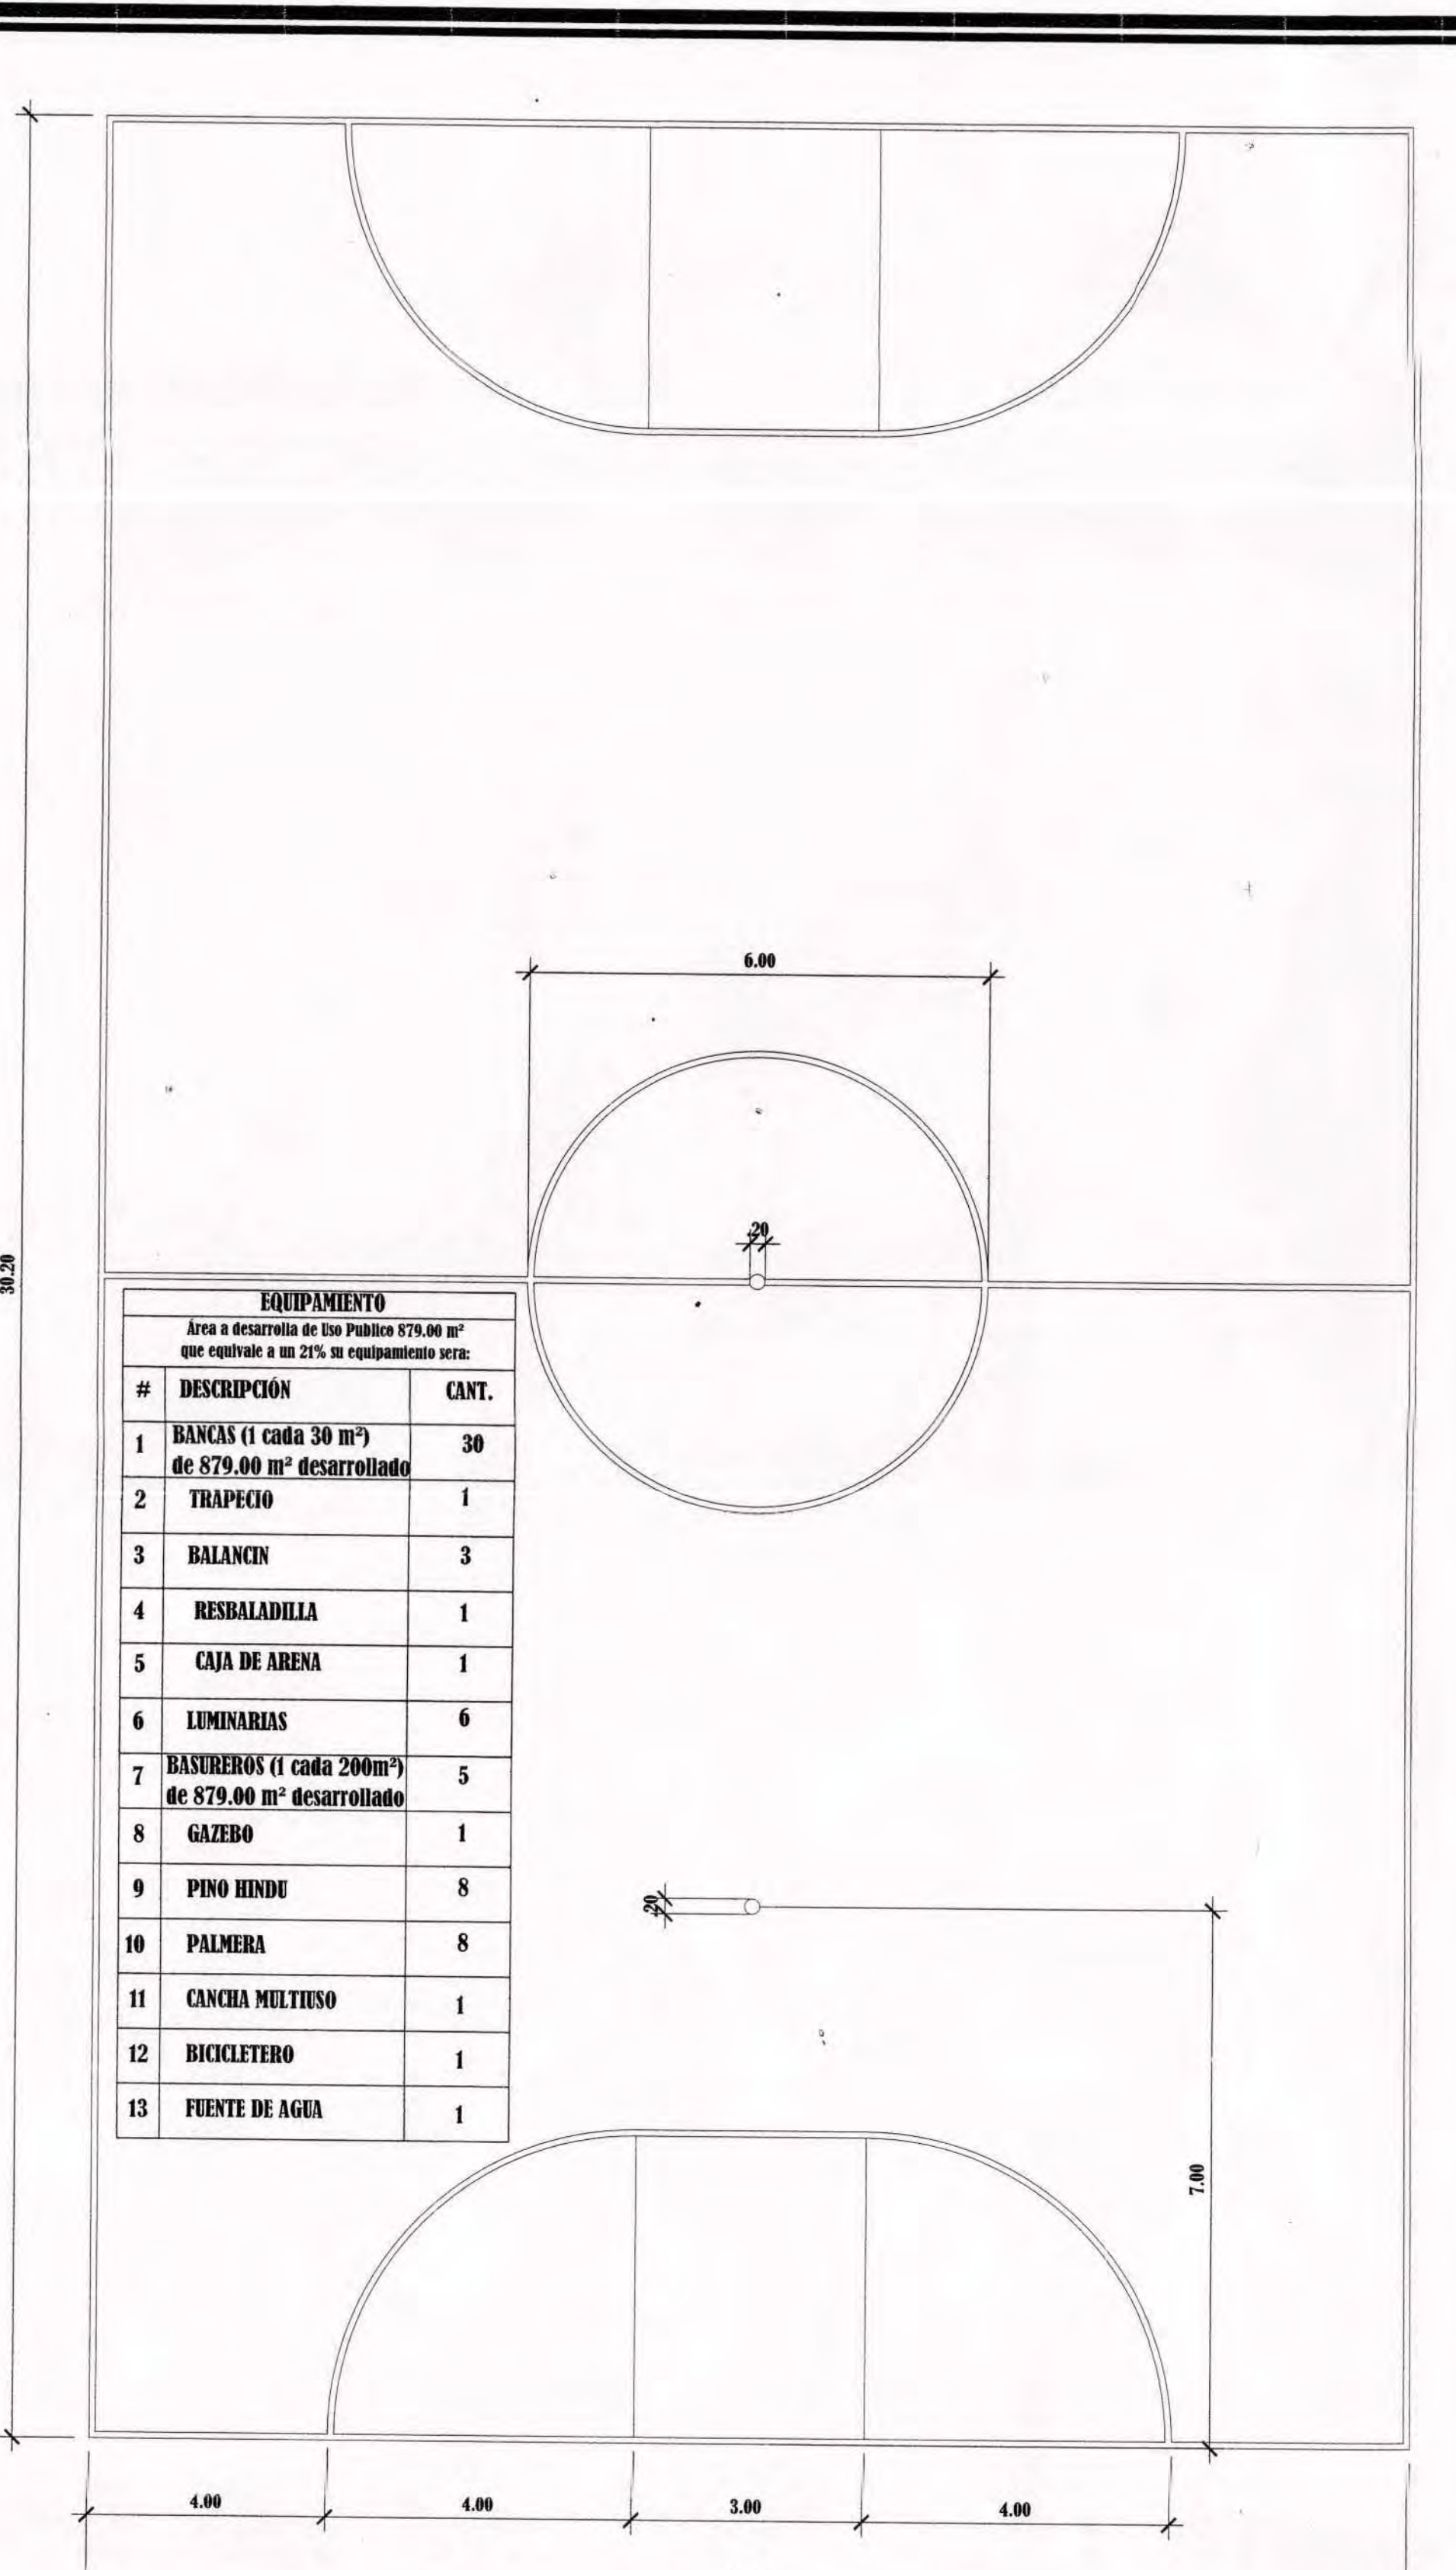 6.00
.20
30.20
EQUIPAMIENTO
Área a desarrolla de Uso Publico 879.00 m²
que equivale a un 21% su equipamiento sera:
# DESCRIPCIÓN CANT.
1 BANCAS (1 cada 30 m²) 30
de 879.00 m² desarrollado
2 TRAPECIO 1
3 BALANCIN 3
4 RESBALADILLA 1
5 CAJA DE ARENA 1
6 LUMINARIAS 6
7 BASUREROS (1 cada 200m²) 5
de 879.00 m² desarrollado
8 GAZEBO 1
9 PINO HINDU 8
10 PALMERA 8
11 CANCHA MULTIUSO 1
12 BICICLETERO 1
13 FUENTE DE AGUA 1
.20
7.00
4.00 4.00 3.00 4.00